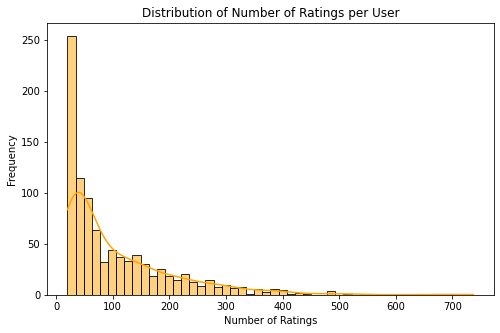 Distribution of Number of Ratings per User
250
200
150
100
50
0
Frequency
0 100 200 300 400 500 600 700
Number of Ratings